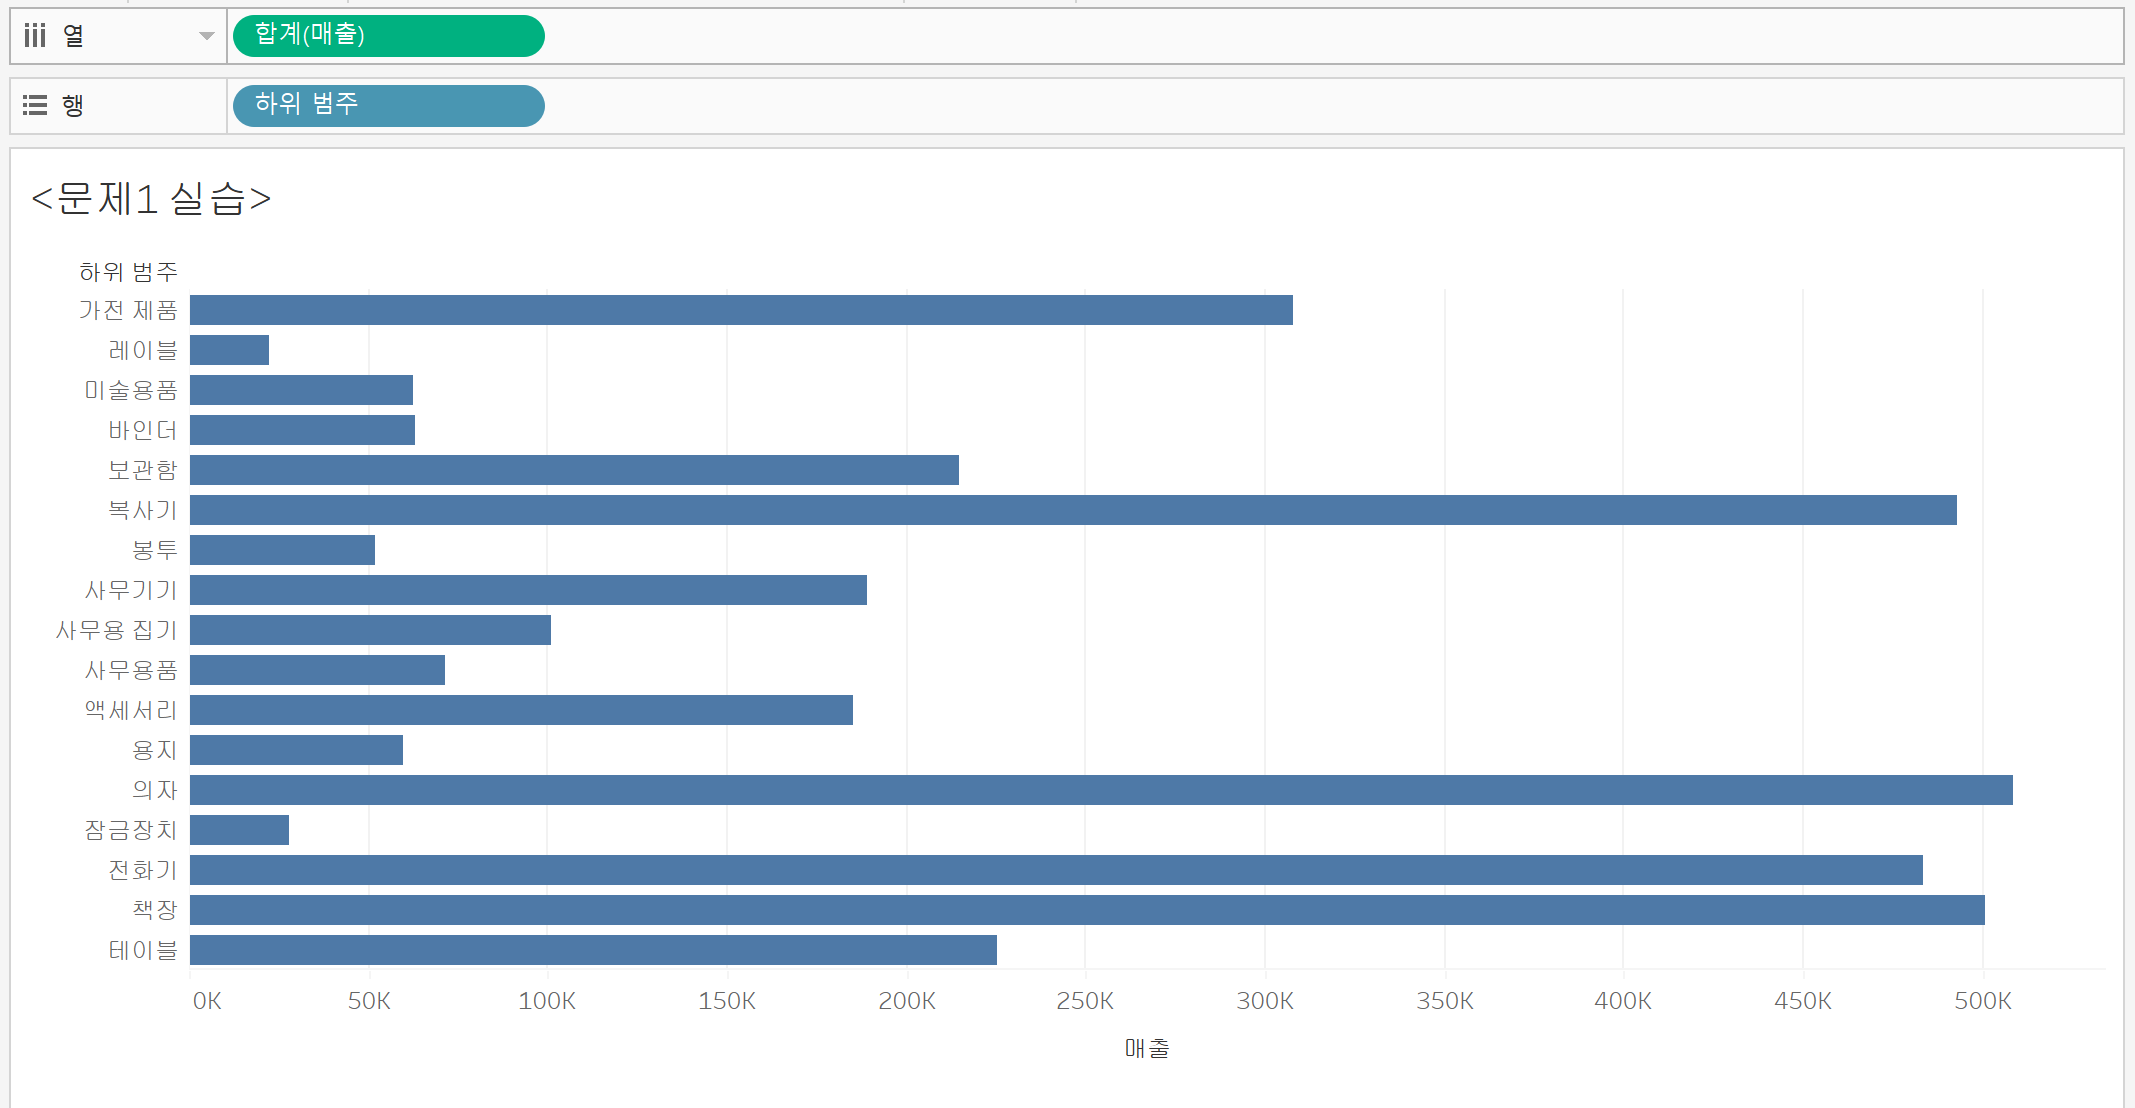 열
합계(매출)
행
하위 범주
<문제1 실습>
하위 범주
가전 제품
레이블
미술용품
바인더
보관함
복사기
봉투
사무기기
사무용 집기
사무용품
액세서리
용지
의자
잠금장치
전화기
책장
테이블
0K 50K 100K 150K 200K 250K 300K 350K 400K 450K 500K
매출